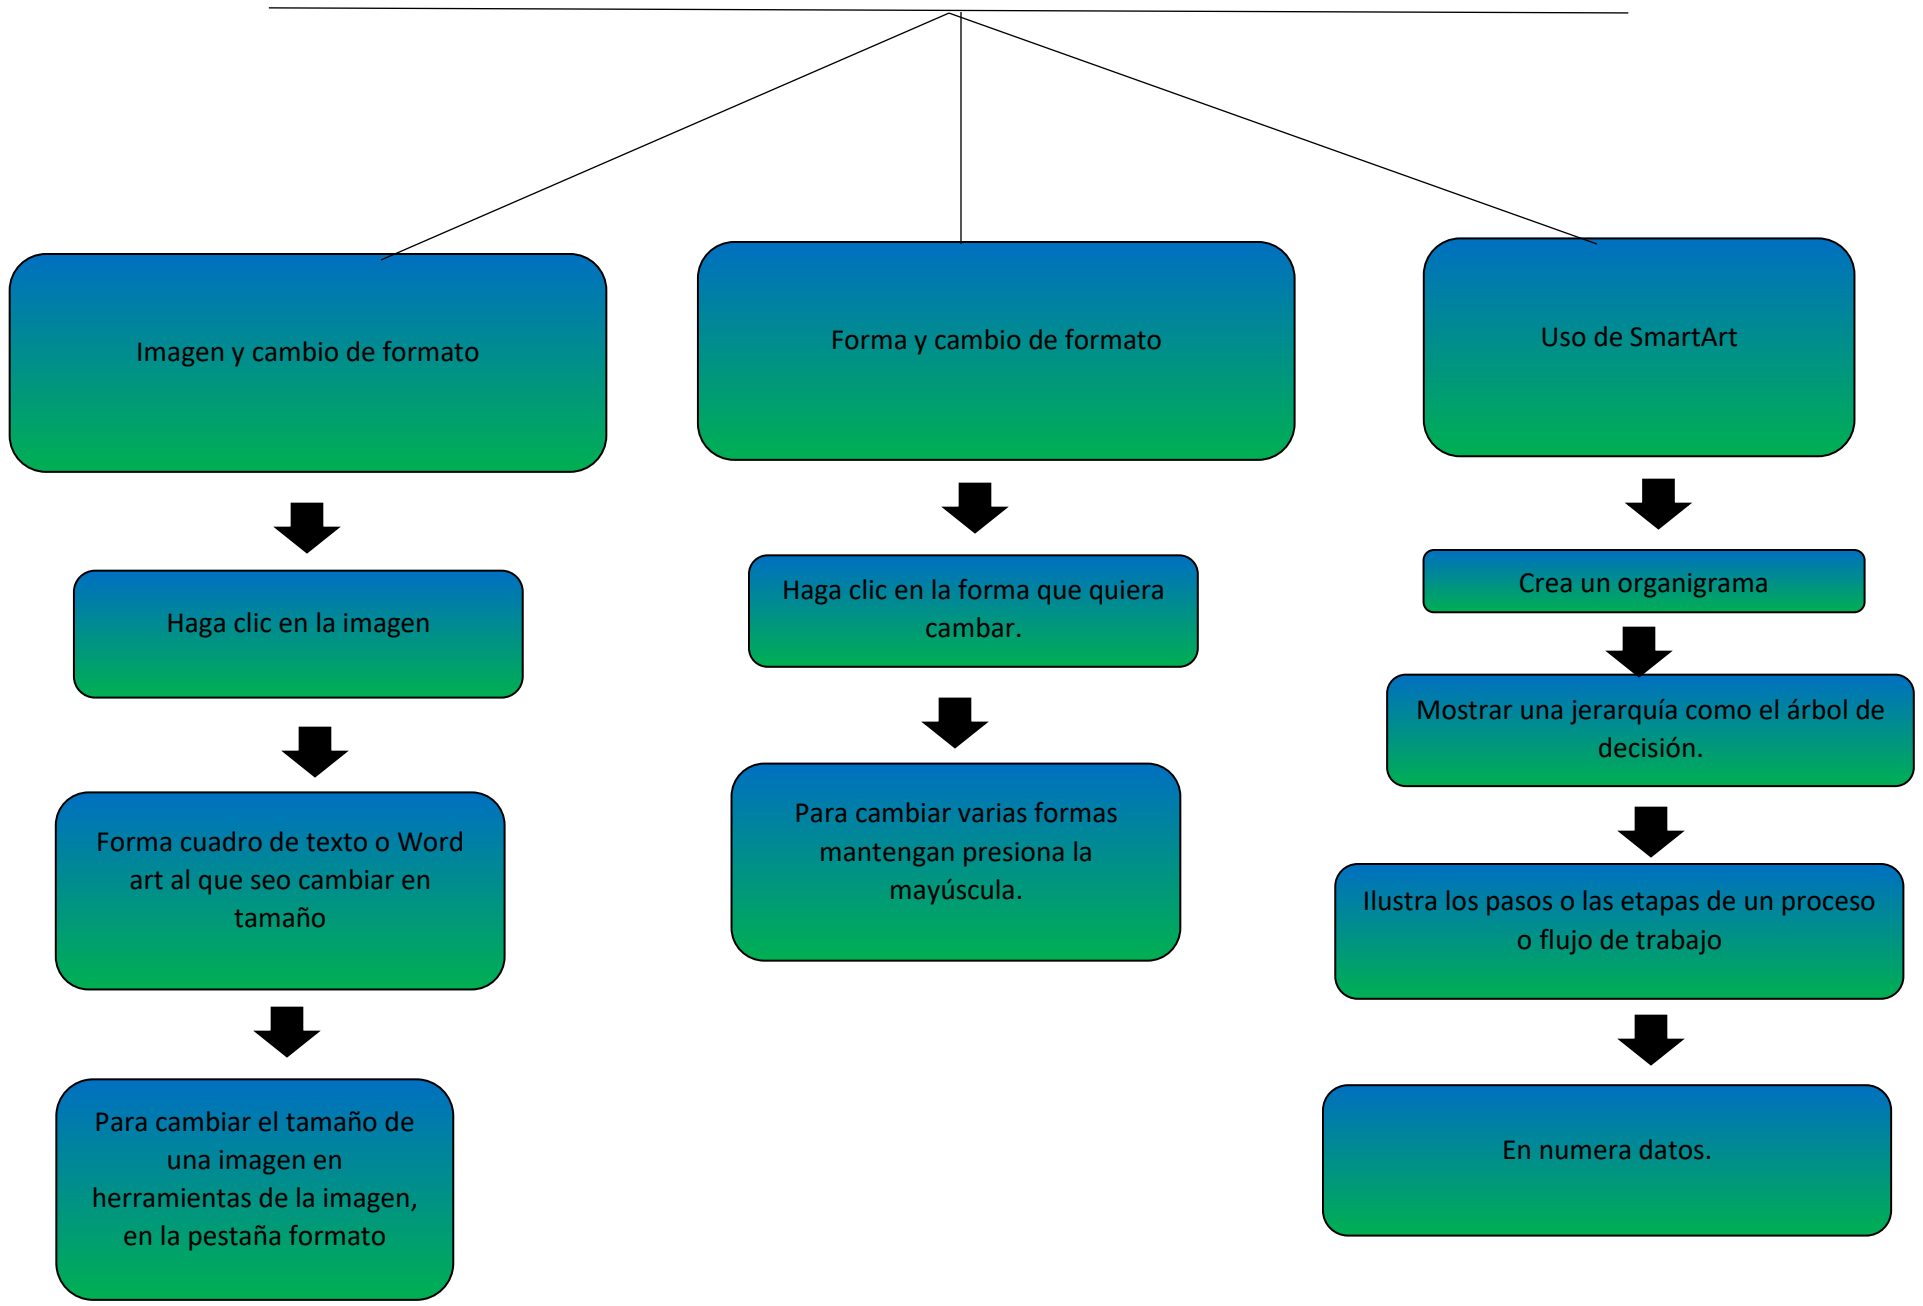 Imagen y cambio de formato
Haga clic en la imagen
Forma cuadro de texto o Word
art al que seo cambiar en
tamaño
Para cambiar el tamaño de
una imagen en
herramientas de la imagen,
en la pestaña formato
Forma y cambio de formato
Haga clic en la forma que quiera
cambar.
Para cambiar varias formas
mantengan presiona la
mayúscula.
Uso de SmartArt
Crea un organigrama
Mostrar una jerarquía como el árbol de
decisión.
Ilustra los pasos o las etapas de un proceso
o flujo de trabajo
En numera datos.